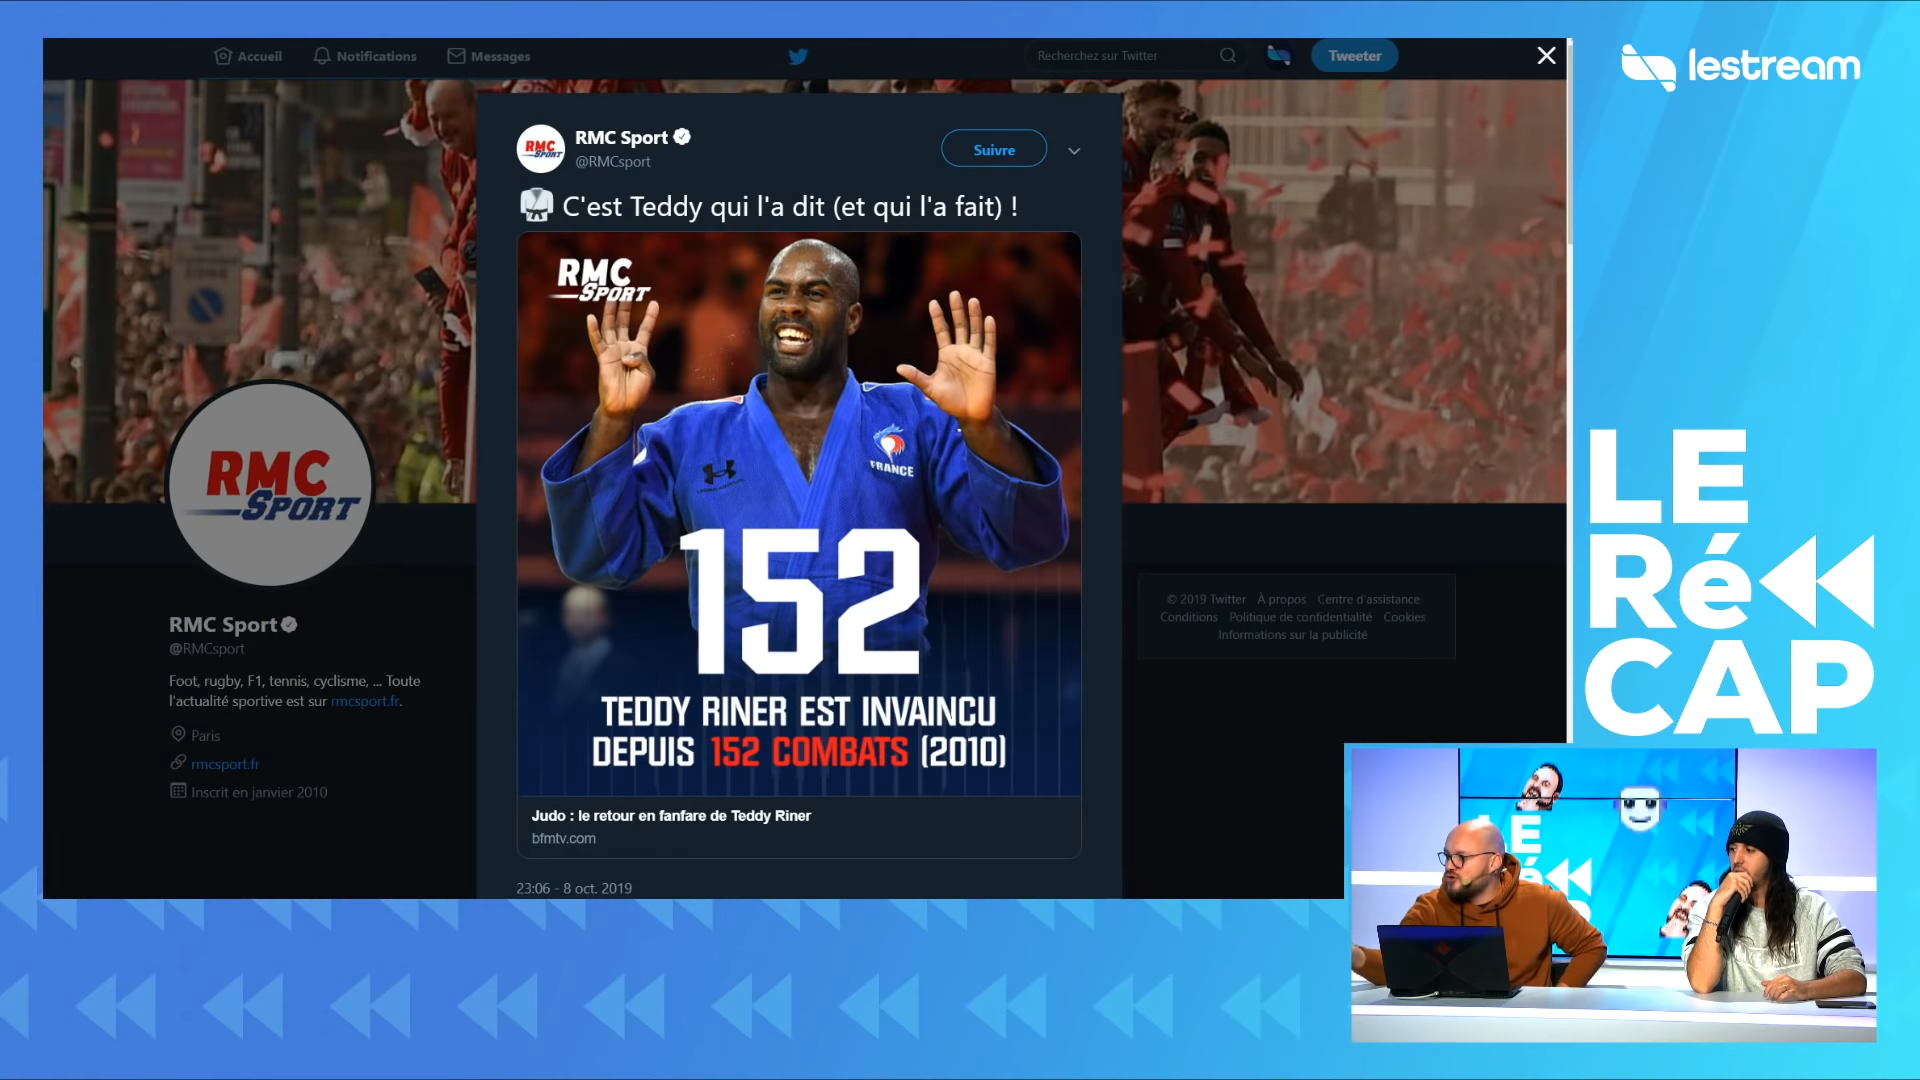 Accueil
Notifications
Messages
Recherchez sur Twitter
Tweeter
lestream
RMC Sport
@RMCsport
Suivre
C'est Teddy qui l'a dit (et qui l'a fait) !
RMC
SPORT
FRANCE
152
TEDDY RINER EST INVAINCU
DEPUIS 152 COMBATS (2010)
Judo : le retour en fanfare de Teddy Riner
bfmtv.com
23:06 - 8 oct. 2019
RMC
SPORT
RMC Sport
@RMCsport
Foot, rugby, F1, tennis, cyclisme, ... Toute
l'actualité sportive est sur rmcsport.fr.
Paris
rmcsport.fr
Inscrit en janvier 2010
© 2019 Twitter À propos Centre d'assistance
Conditions Politique de confidentialité Cookies
Informations sur la publicité
LE
Ré
CAP
LE